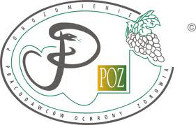 POROZUMIENIE
PRACODAWCÓW OCHRONY ZDROWIA
POZ
©